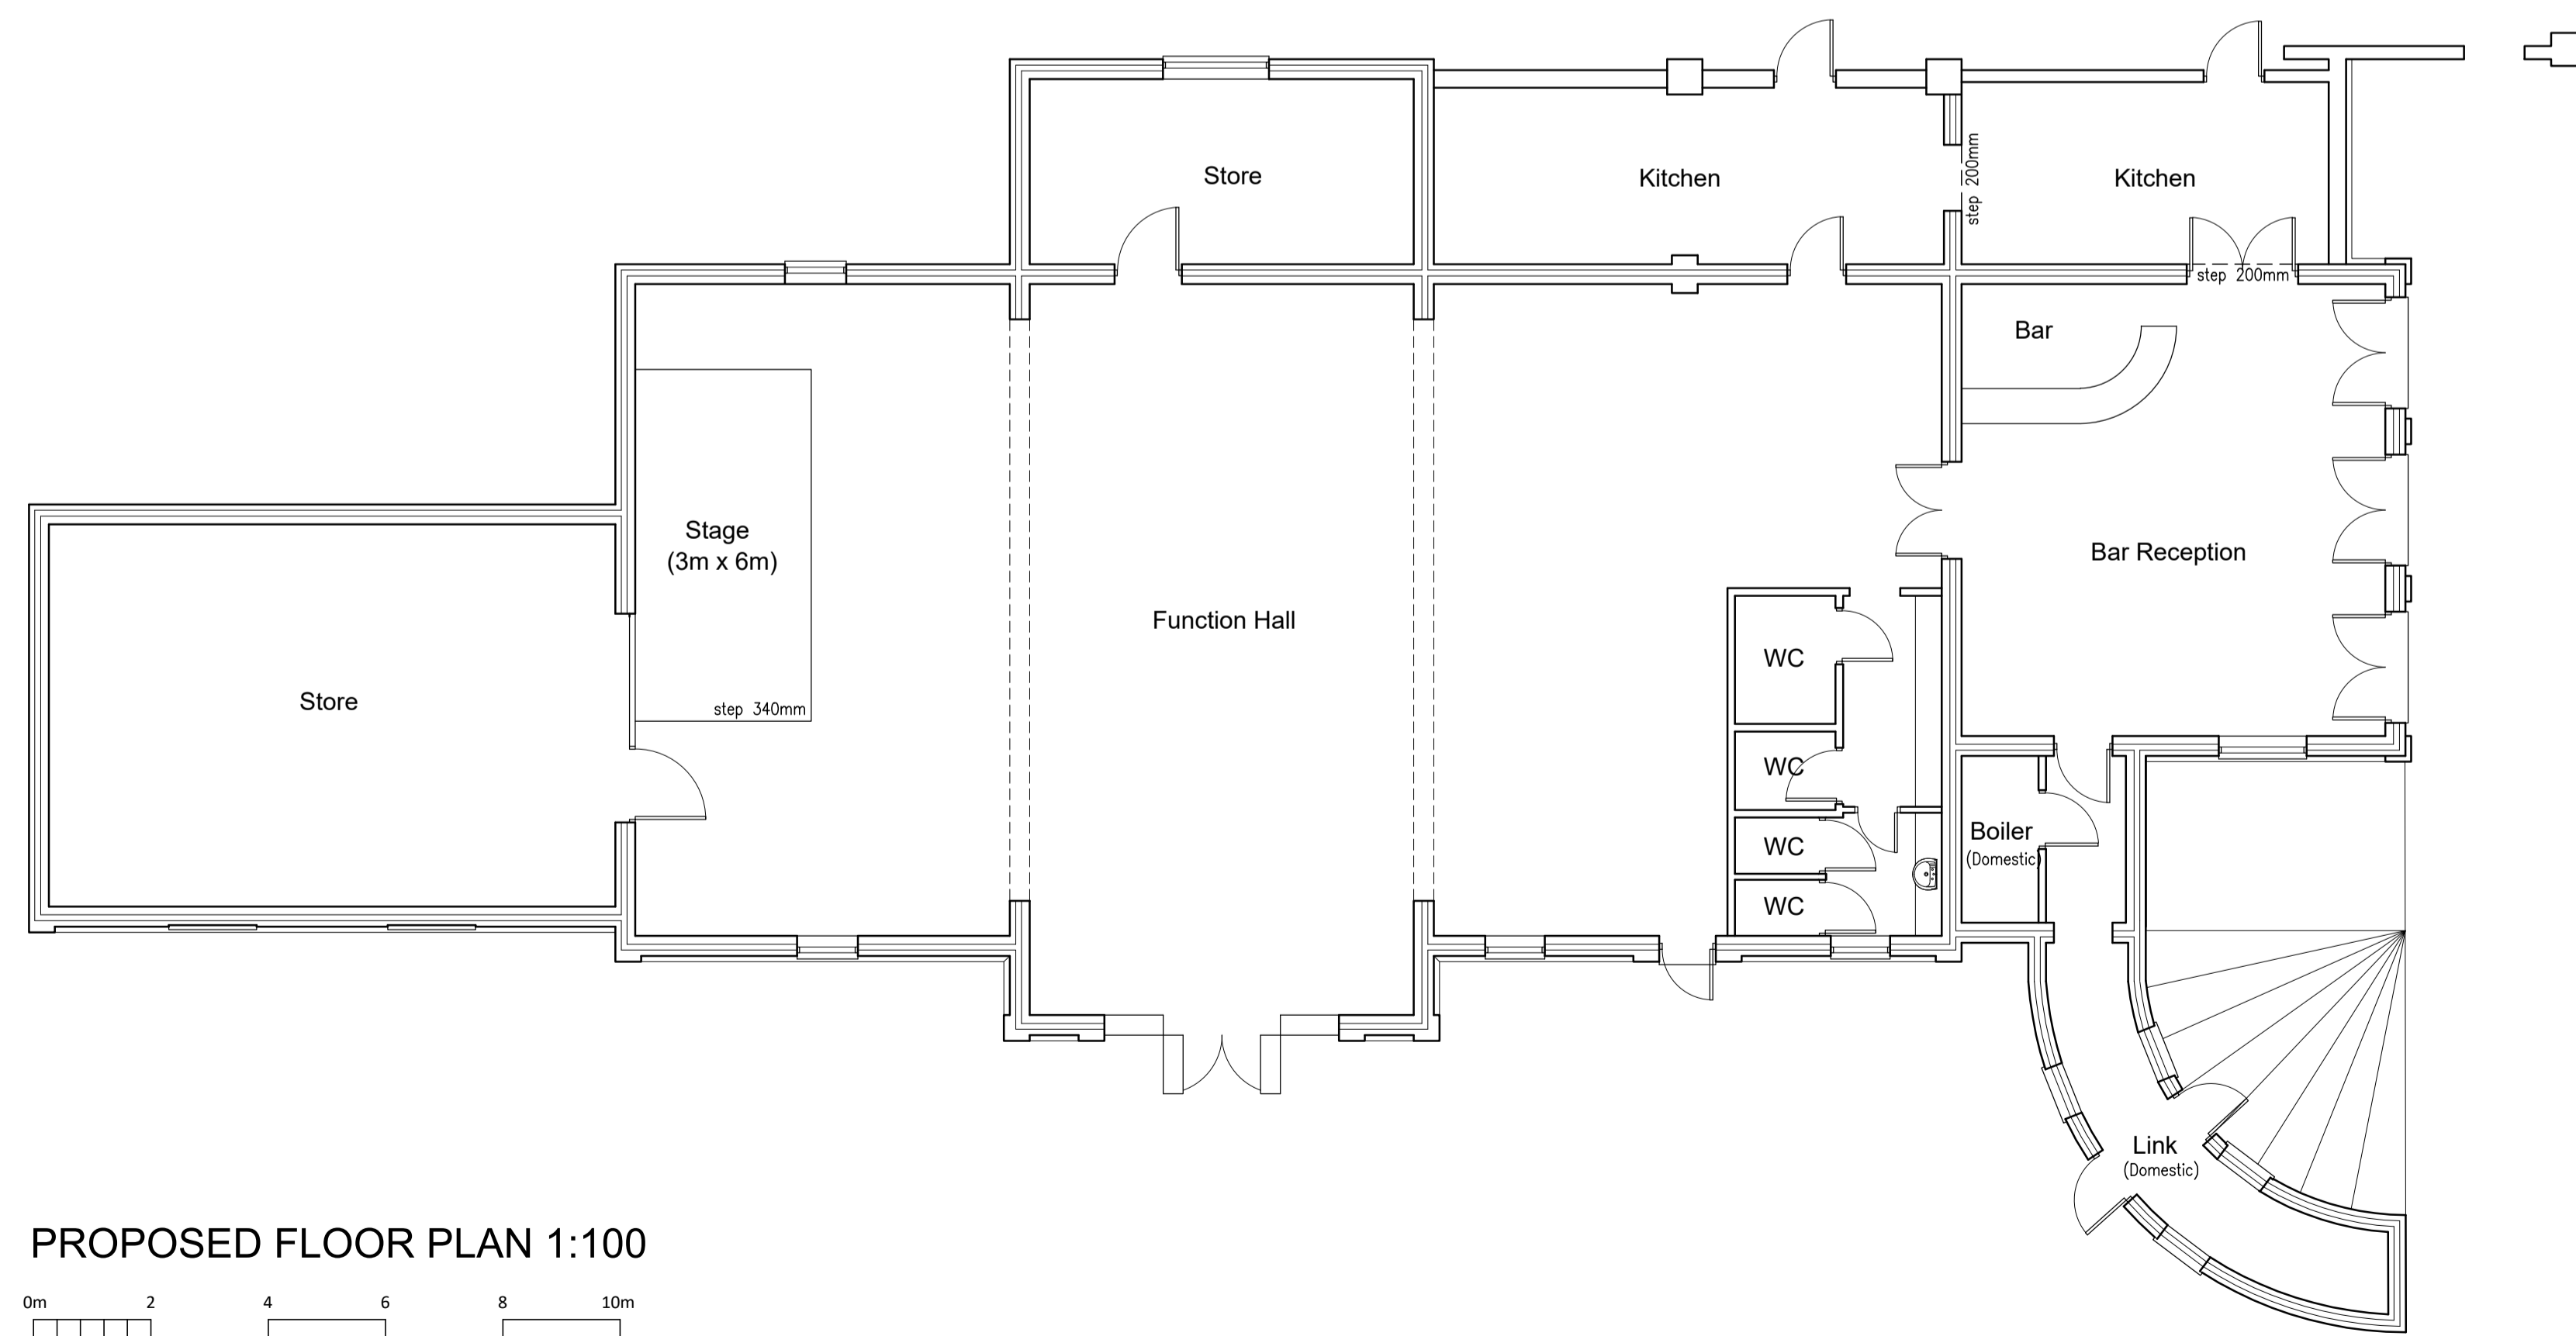 Store
Kitchen
step 200mm
Kitchen
step 200mm
Bar
Stage
(3m x 6m)
step 340mm
Function Hall
Bar Reception
Store
WC
WC
WC
WC
Boiler
(Domestic)
Link
(Domestic)
PROPOSED FLOOR PLAN 1:100
0m 2 4 6 8 10m